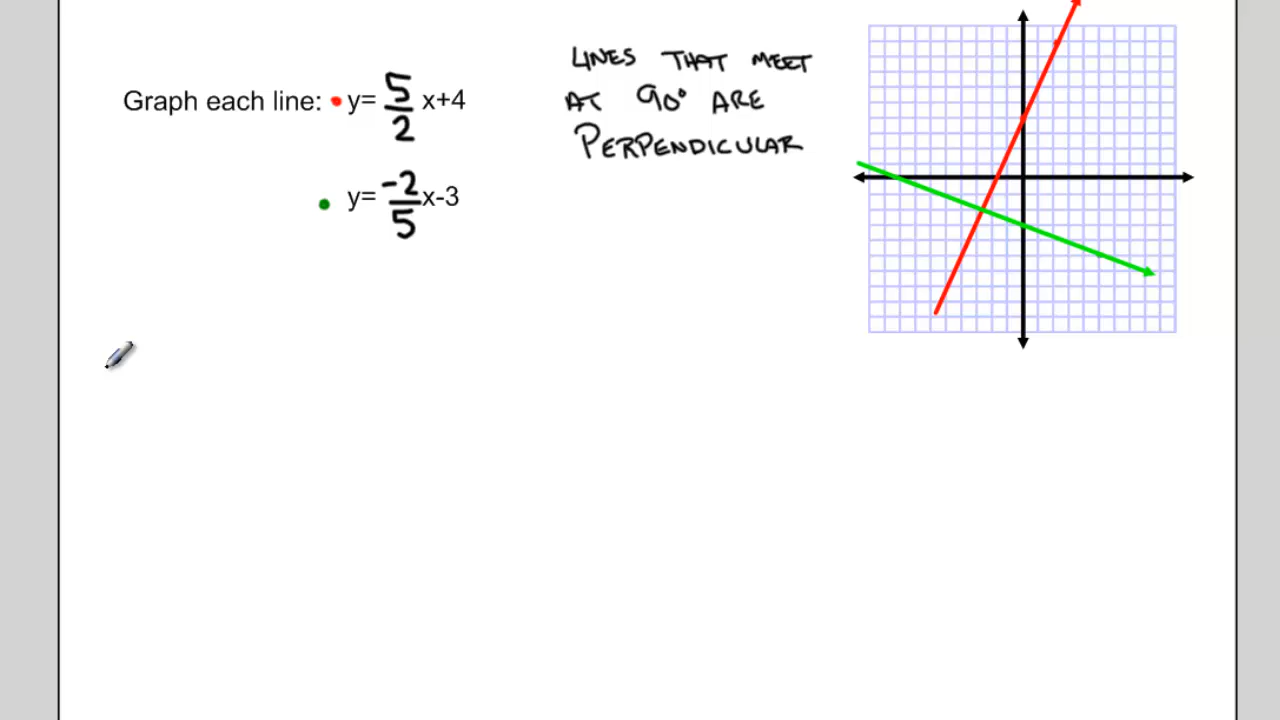 Graph each line: y= 5/2 x+4
y= -2/5 x-3
LINES THAT MEET
AT 90° ARE
PERPENDICULAR